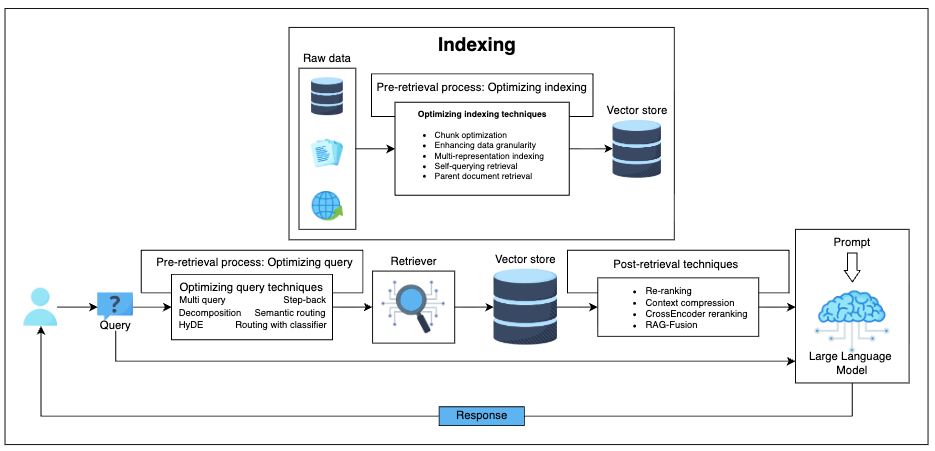 Indexing
Raw data
Pre-retrieval process: Optimizing indexing
Optimizing indexing techniques
• Chunk optimization
• Enhancing data granularity
• Multi-representation indexing
• Self-querying retrieval
• Parent document retrieval
Vector store
Pre-retrieval process: Optimizing query
Optimizing query techniques
Multi query Step-back
Decomposition Semantic routing
HyDE Routing with classifier
?
Query
Retriever
Vector store
Post-retrieval techniques
• Re-ranking
• Context compression
• CrossEncoder reranking
• RAG-Fusion
Prompt
Large Language
Model
Response